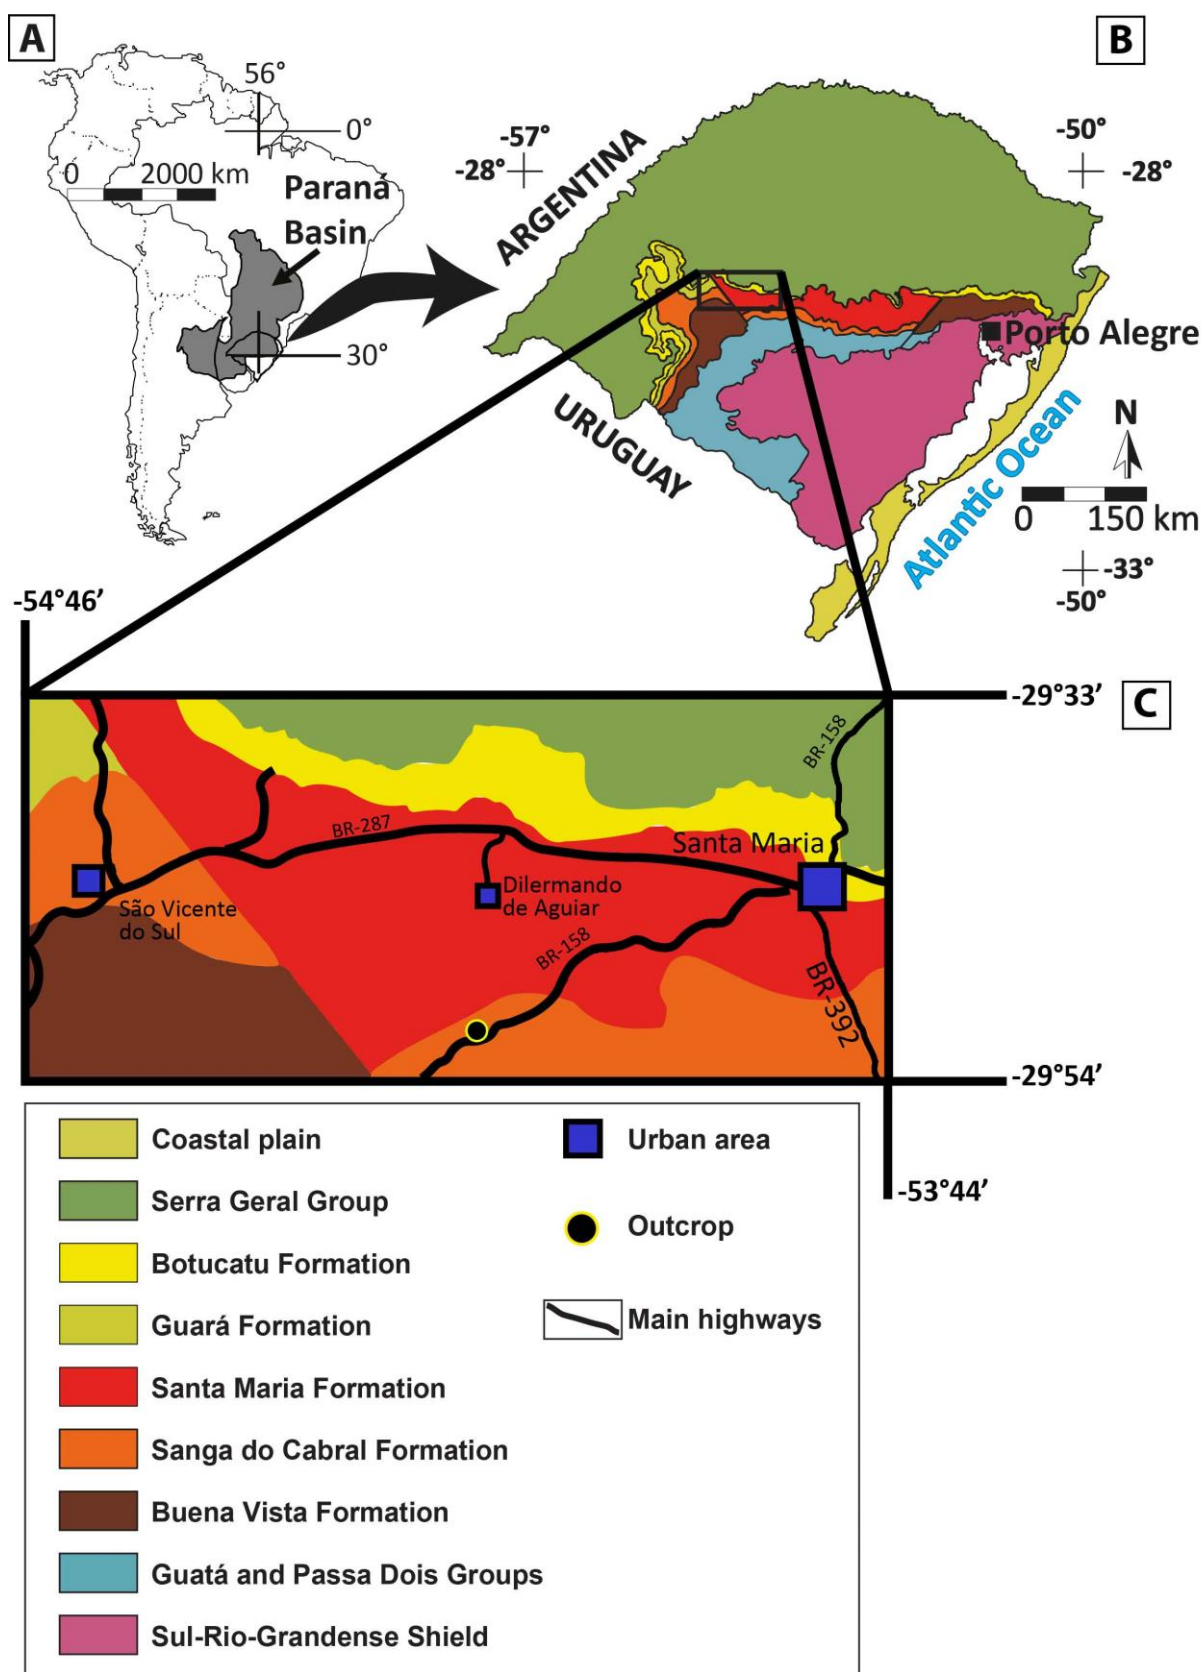 A
56°
0°
0 2000 km
Parana
Basin
30°
B
-57°
-28°
-50°
-28°
ARGENTINA
URUGUAY
Porto Alegre
N
0 150 km
Atlantic Ocean
-33°
-50°
-54°46’
-29°33’
C
BR-158
BR-287
Santa Maria
Dilermando
de Aguiar
São Vicente
do Sul
BR-158
BR-392
-29°54’
-53°44’
Coastal plain
Serra Geral Group
Botucatu Formation
Guará Formation
Santa Maria Formation
Sanga do Cabral Formation
Buena Vista Formation
Guatá and Passa Dois Groups
Sul-Rio-Grandense Shield
Urban area
Outcrop
Main highways